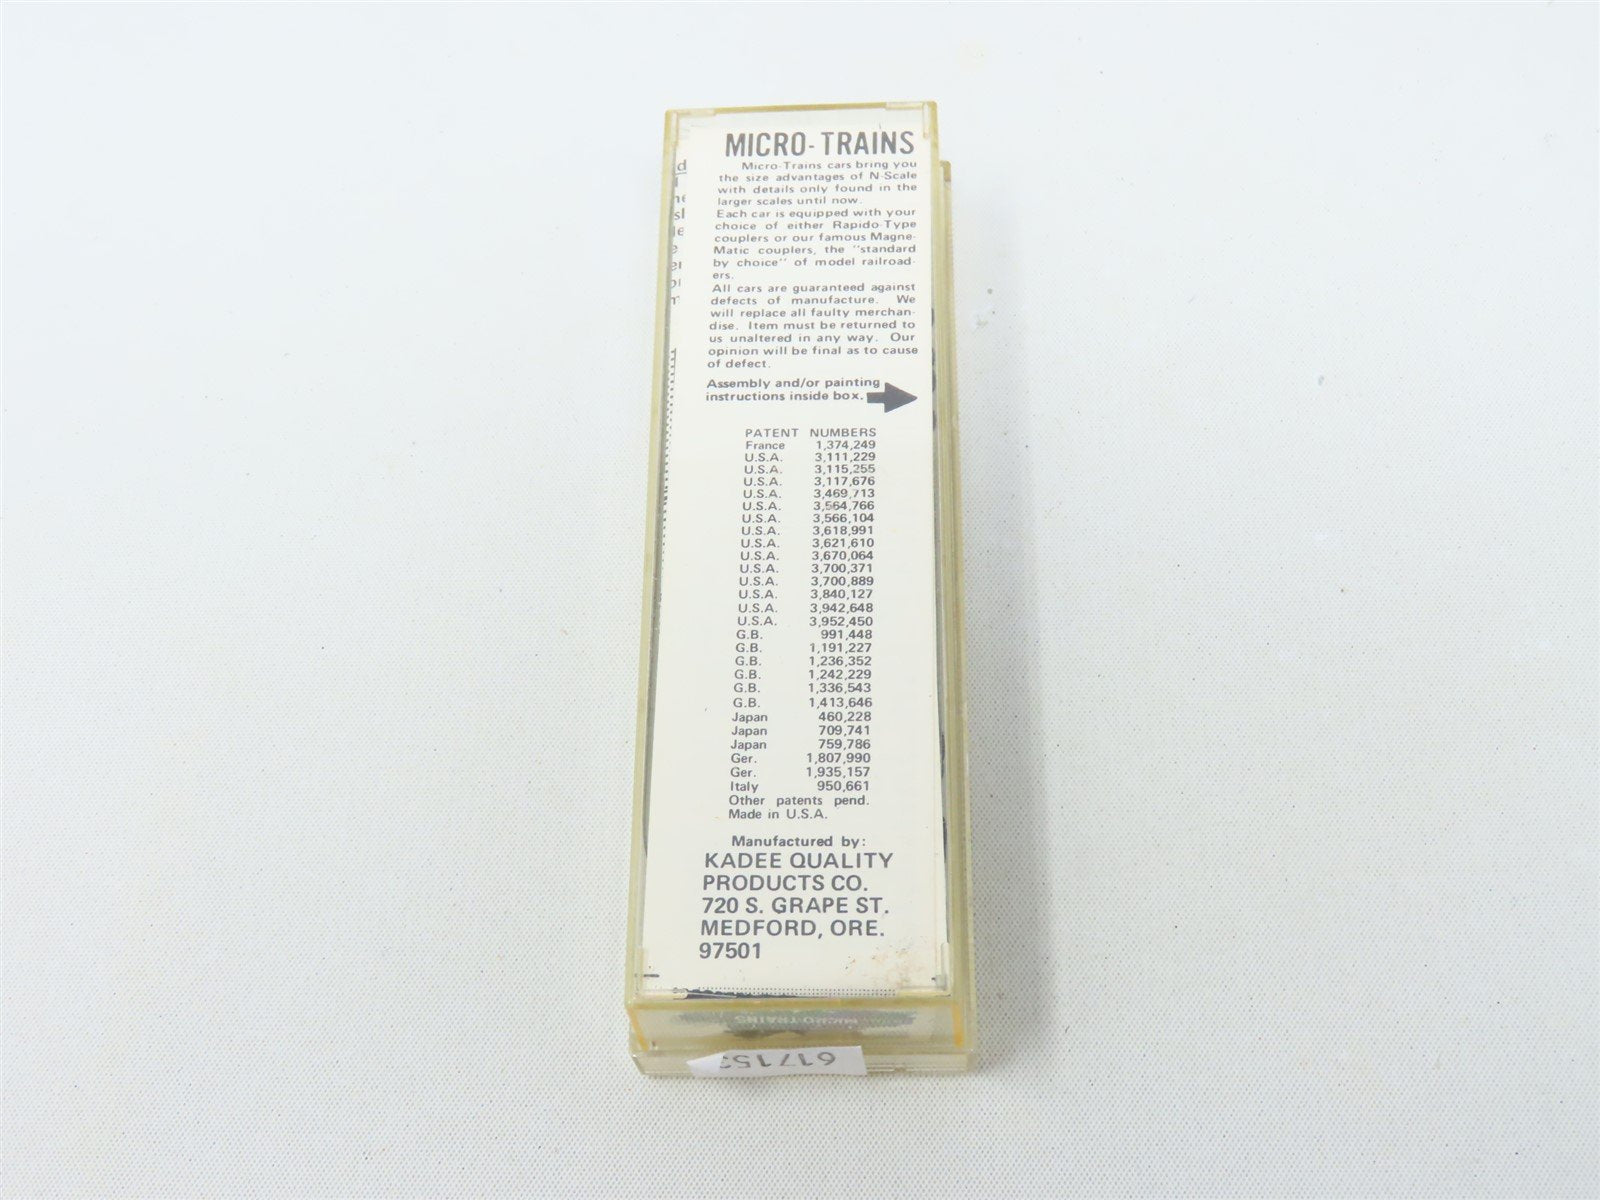 MICRO-TRAINS
Micro-Trains cars bring you
the size advantages of N-Scale
with details only found in the
larger scales until now.
Each car is equipped with your
choice of either Rapido-Type
couplers or our famous Magne-
Matic couplers, the "standard
by choice" of model railroad-
ers.
All cars are guaranteed against
defects of manufacture. We
will replace all faulty merchan-
dise. Item must be returned to
us unaltered in any way. Our
opinion will be final as to cause
of defect.
Assembly and/or painting
instructions inside box.
PATENT NUMBERS
France 1,374,249
U.S.A. 3,111,229
U.S.A. 3,115,255
U.S.A. 3,117,676
U.S.A. 3,469,713
U.S.A. 3,564,766
U.S.A. 3,566,104
U.S.A. 3,618,991
U.S.A. 3,621,610
U.S.A. 3,670,064
U.S.A. 3,700,371
U.S.A. 3,700,889
U.S.A. 3,840,127
U.S.A. 3,942,648
U.S.A. 3,952,450
G.B. 991,448
G.B. 1,191,227
G.B. 1,236,352
G.B. 1,242,229
G.B. 1,336,543
G.B. 1,413,646
Japan 460,228
Japan 709,741
Japan 759,786
Ger. 1,807,990
Ger. 1,935,157
Italy 950,661
Other patents pend.
Made in U.S.A.
Manufactured by:
KADEE QUALITY
PRODUCTS CO.
720 S. GRAPE ST.
MEDFORD, ORE.
97501
MICRO-TRAINS